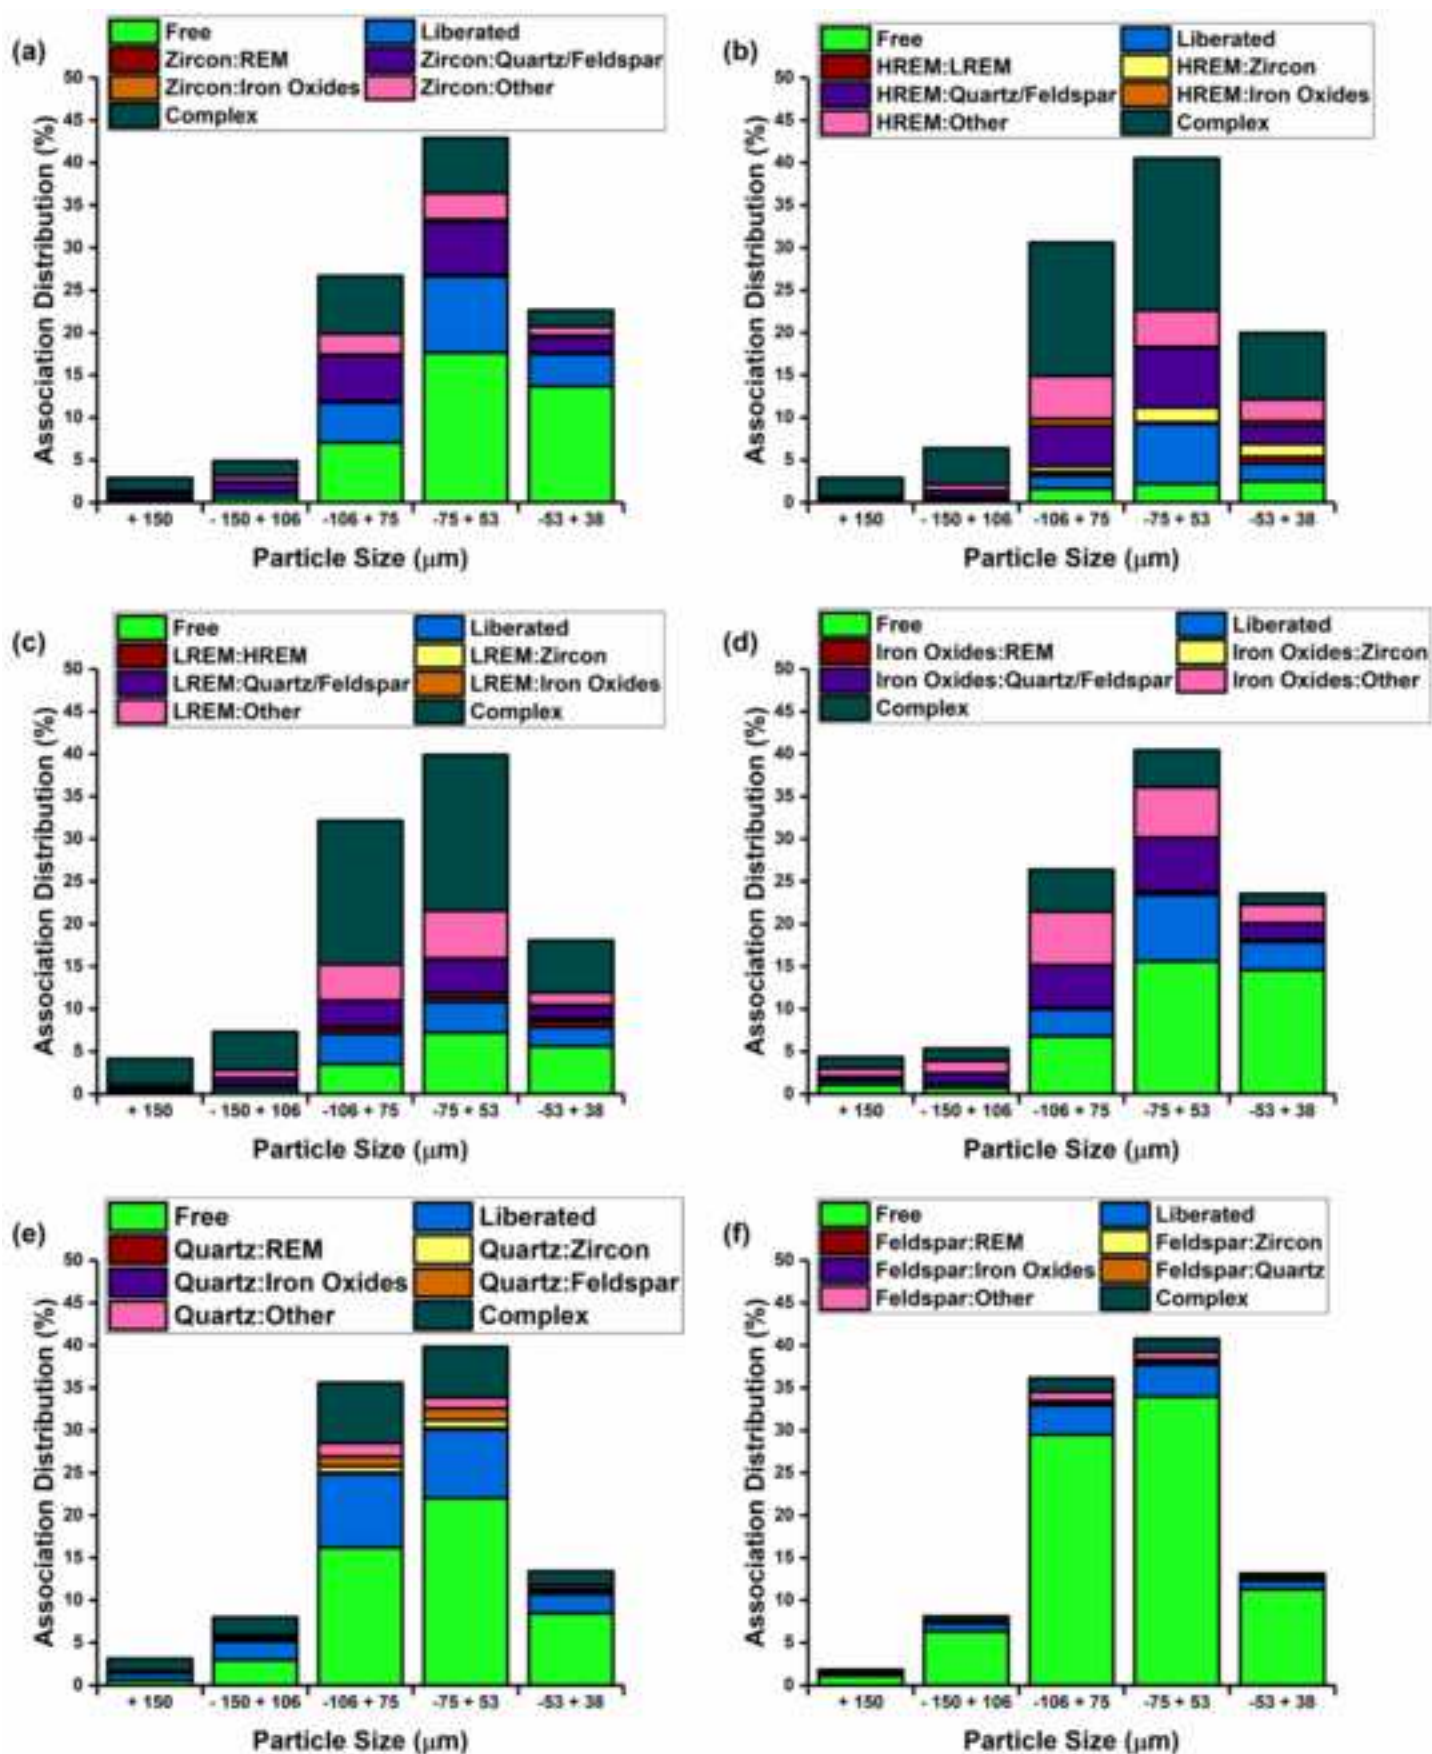 (a)
Free Liberated
Zircon:REM Zircon:Quartz/Feldspar
Zircon:Iron Oxides Zircon:Other
Complex
Association Distribution (%)
50
45
40
35
30
25
20
15
10
5
0
+ 150 - 150 + 106 -106 + 75 -75 + 53 -53 + 38
Particle Size (μm)
(b)
Free Liberated
HREM:LREM HREM:Zircon
HREM:Quartz/Feldspar HREM:Iron Oxides
HREM:Other Complex
Association Distribution (%)
50
45
40
35
30
25
20
15
10
5
0
+ 150 - 150 + 106 -106 + 75 -75 + 53 -53 + 38
Particle Size (μm)
(c)
Free Liberated
LREM:HREM LREM:Zircon
LREM:Quartz/Feldspar LREM:Iron Oxides
LREM:Other Complex
Association Distribution (%)
50
45
40
35
30
25
20
15
10
5
0
+ 150 - 150 + 106 -106 + 75 -75 + 53 -53 + 38
Particle Size (μm)
(d)
Free Liberated
Iron Oxides:REM Iron Oxides:Zircon
Iron Oxides:Quartz/Feldspar Iron Oxides:Other
Complex
Association Distribution (%)
50
45
40
35
30
25
20
15
10
5
0
+ 150 - 150 + 106 -106 + 75 -75 + 53 -53 + 38
Particle Size (μm)
(e)
Free Liberated
Quartz:REM Quartz:Zircon
Quartz:Iron Oxides Quartz:Feldspar
Quartz:Other Complex
Association Distribution (%)
50
45
40
35
30
25
20
15
10
5
0
+ 150 - 150 + 106 -106 + 75 -75 + 53 -53 + 38
Particle Size (μm)
(f)
Free Liberated
Feldspar:REM Feldspar:Zircon
Feldspar:Iron Oxides Feldspar:Quartz
Feldspar:Other Complex
Association Distribution (%)
50
45
40
35
30
25
20
15
10
5
0
+ 150 - 150 + 106 -106 + 75 -75 + 53 -53 + 38
Particle Size (μm)